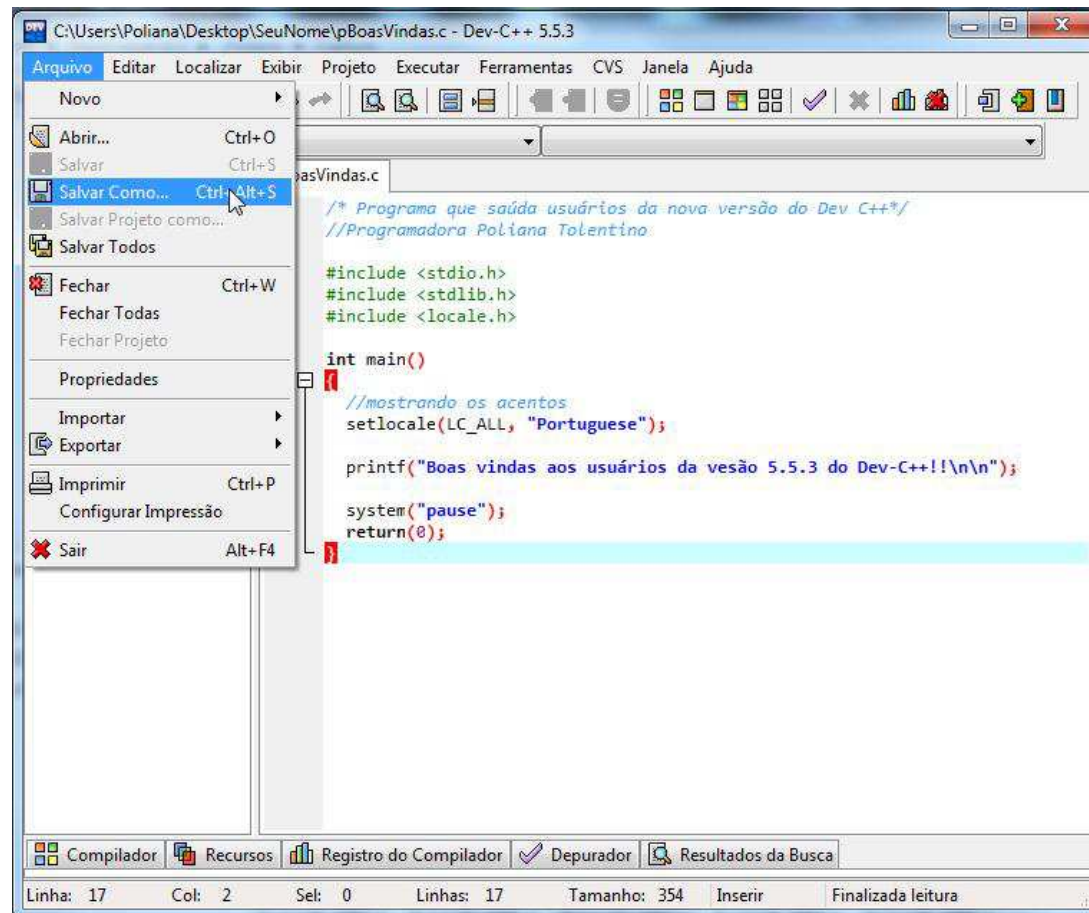 C:\Users\Poliana\Desktop\SeuNome\pBoasVindas.c - Dev-C++ 5.5.3
Arquivo Editar Localizar Exibir Projeto Executar Ferramentas CVS Janela Ajuda
Novo
Abrir... Ctrl+O
Salvar Ctrl+S
Salvar Como... Ctrl+Alt+S
Salvar Projeto como...
Salvar Todos
Fechar Ctrl+W
Fechar Todas
Fechar Projeto
Propriedades
Importar
Exportar
Imprimir Ctrl+P
Configurar Impressão
Sair Alt+F4
oasVindas.c
/* Programa que saúda usuários da nova versão do Dev C++*/
//Programadora Poliana Tolentino
#include <stdio.h>
#include <stdlib.h>
#include <locale.h>
int main()
{
//mostrando os acentos
setlocale(LC_ALL, "Portuguese");
printf("Boas vindas aos usuários da vesão 5.5.3 do Dev-C++!!\n\n");
system("pause");
return(0);
}
Compilador Recursos Registro do Compilador Depurador Resultados da Busca
Linha: 17 Col: 2 Sel: 0 Linhas: 17 Tamanho: 354 Inserir Finalizada leitura